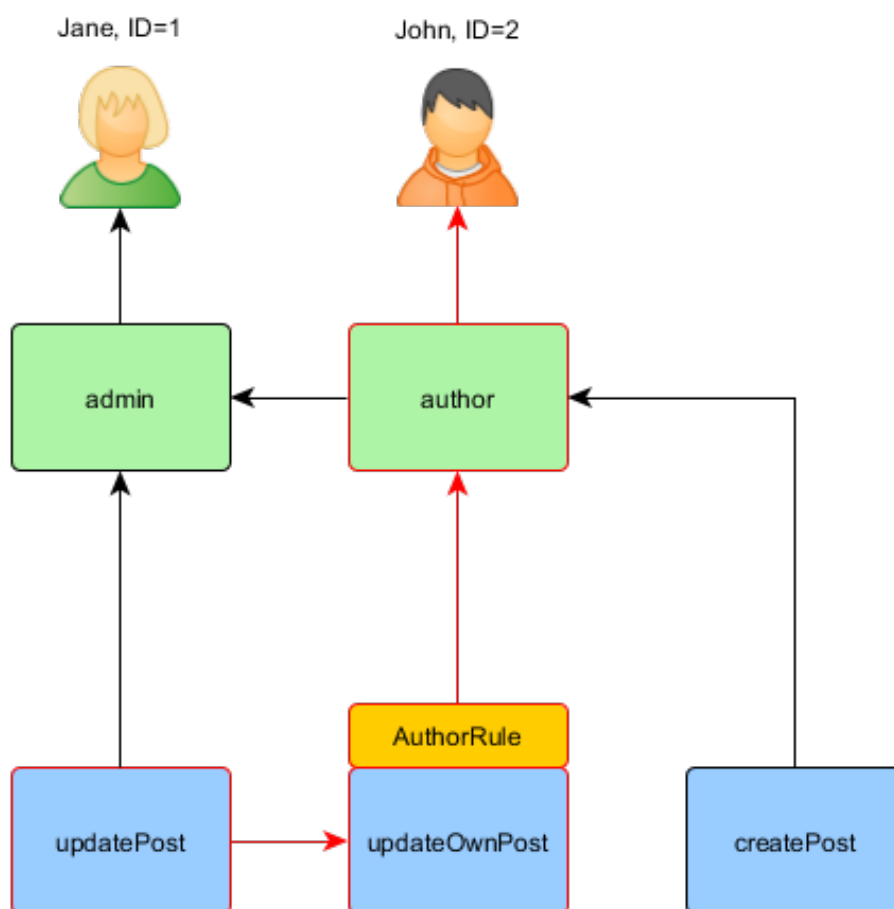 Jane, ID=1
John, ID=2
admin
author
AuthorRule
updatePost
updateOwnPost
createPost